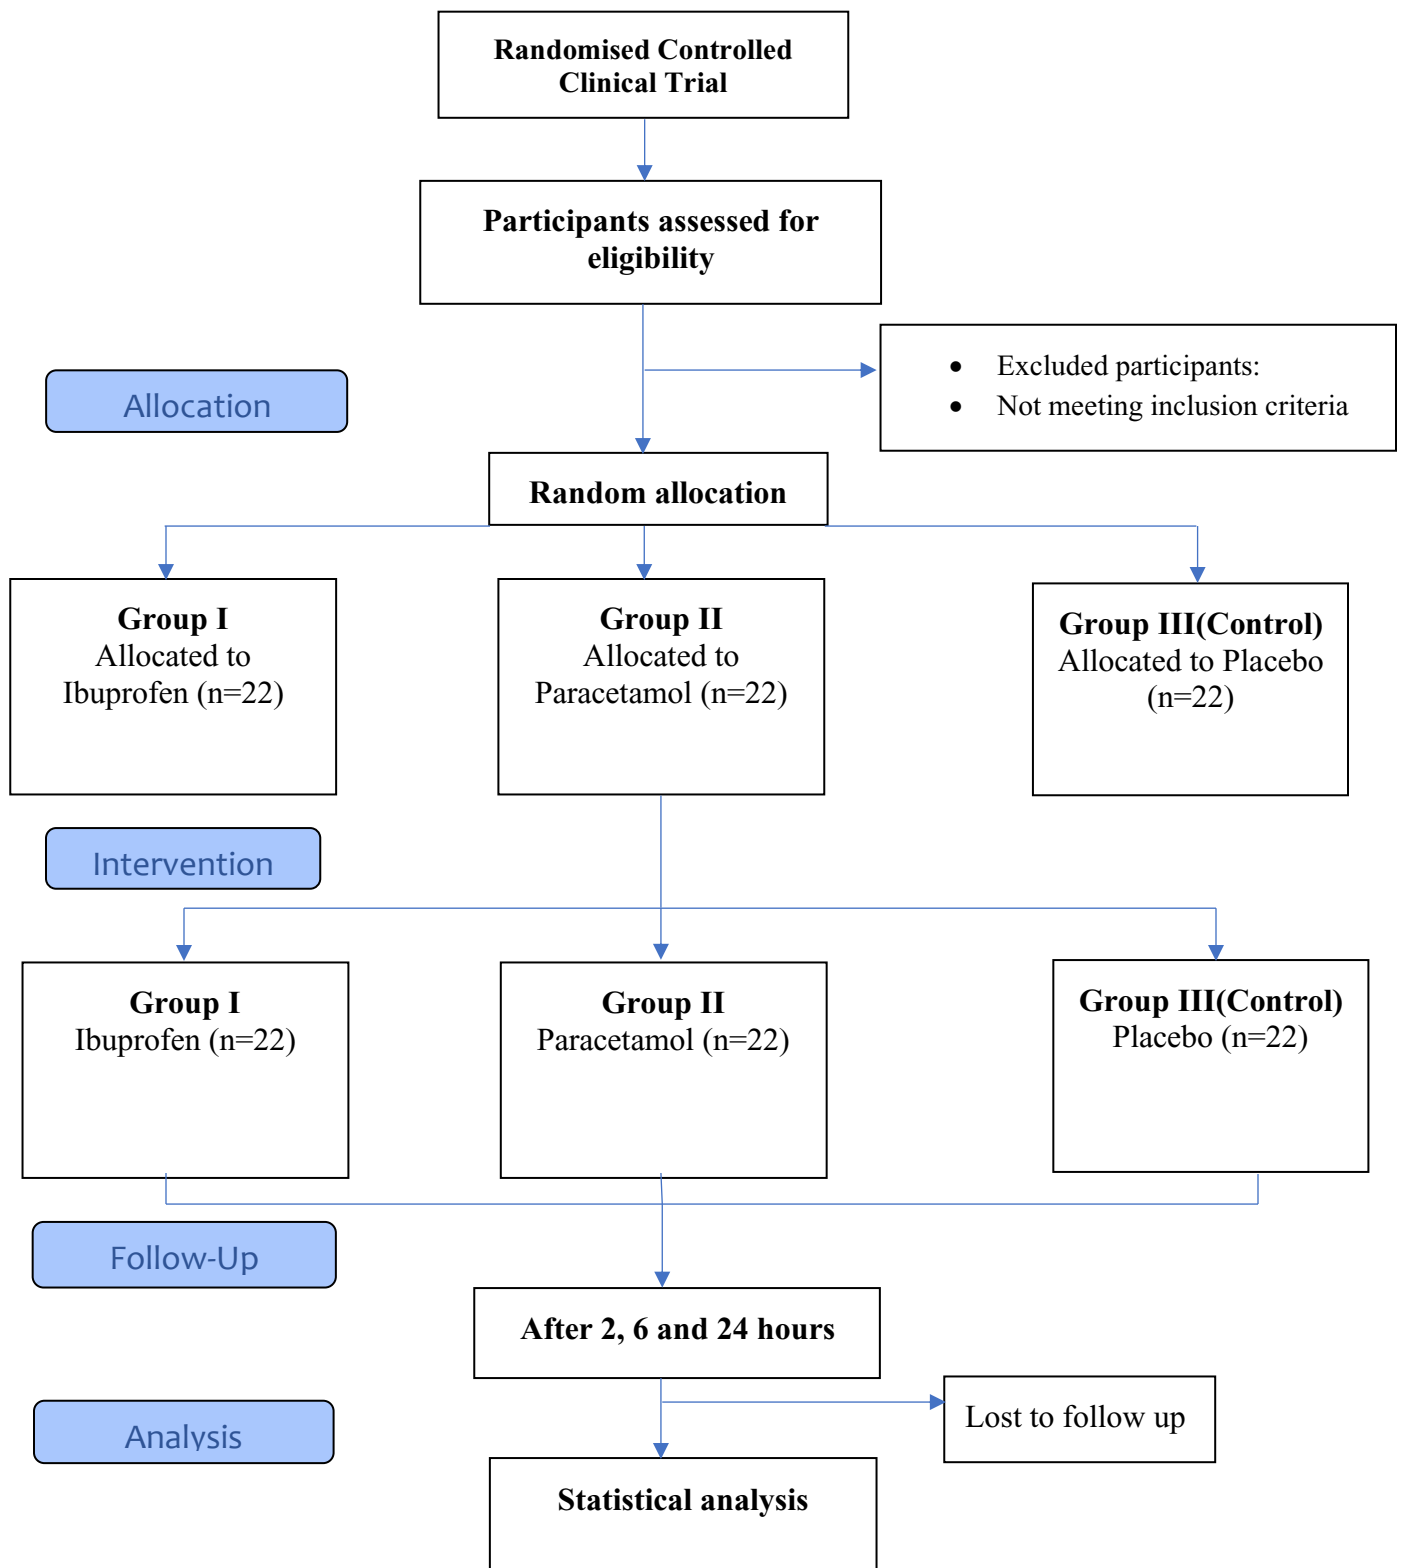 Randomised Controlled
Clinical Trial
Participants assessed for
eligibility
• Excluded participants:
• Not meeting inclusion criteria
Allocation
Random allocation
Group I
Allocated to
Ibuprofen (n=22)
Group II
Allocated to
Paracetamol (n=22)
Group III(Control)
Allocated to Placebo
(n=22)
Intervention
Group I
Ibuprofen (n=22)
Group II
Paracetamol (n=22)
Group III(Control)
Placebo (n=22)
Follow-Up
After 2, 6 and 24 hours
Lost to follow up
Analysis
Statistical analysis